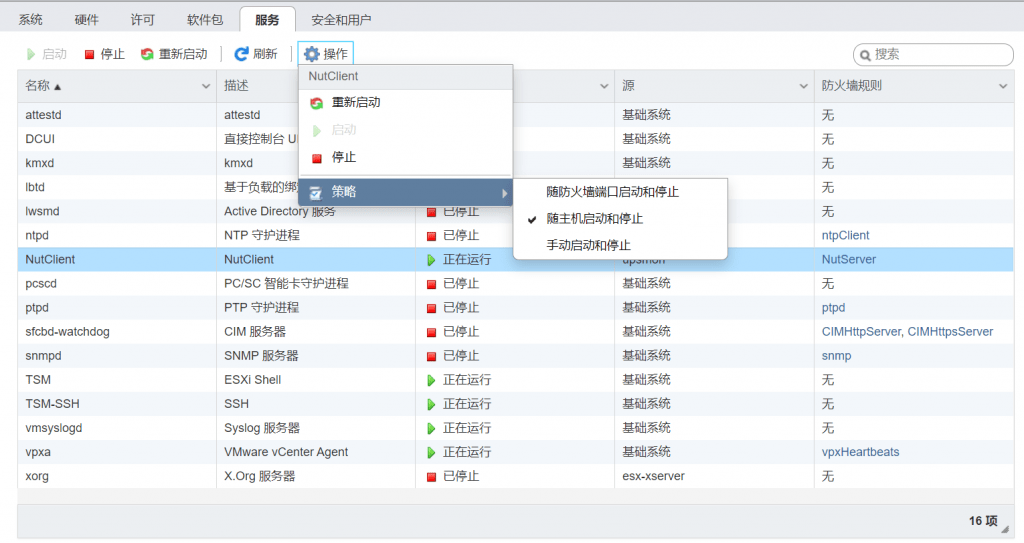 系统 硬件 许可 软件包 服务 安全和用户
启动 停止 重新启动 刷新 操作 搜索
名称 描述 源 防火墙规则
NutClient
重新启动
启动
停止
策略
随防火墙端口启动和停止
随主机启动和停止
手动启动和停止
attestd attestd 基础系统 无
DCUI 直接控制台 基础系统 无
kmxd kmxd 基础系统 无
lbtd 基于负载的绑 无
lwsmd Active Directory 服务 已停止 无
ntpd NTP 守护进程 已停止 ntpClient
NutClient NutClient 正在运行 upsmon NutServer
pcscd PC/SC 智能卡守护进程 已停止 基础系统 无
ptpd PTP 守护进程 已停止 基础系统 ptpd
sfcbd-watchdog CIM 服务器 已停止 基础系统 CIMHttpServer, CIMHttpsServer
snmpd SNMP 服务器 已停止 基础系统 snmp
TSM ESXi Shell 正在运行 基础系统 无
TSM-SSH SSH 正在运行 基础系统 无
vmsyslogd Syslog 服务器 正在运行 基础系统 无
vpxa VMware vCenter Agent 正在运行 基础系统 vpxHeartbeats
xorg X.Org 服务器 已停止 esx-xserver 无
16 项